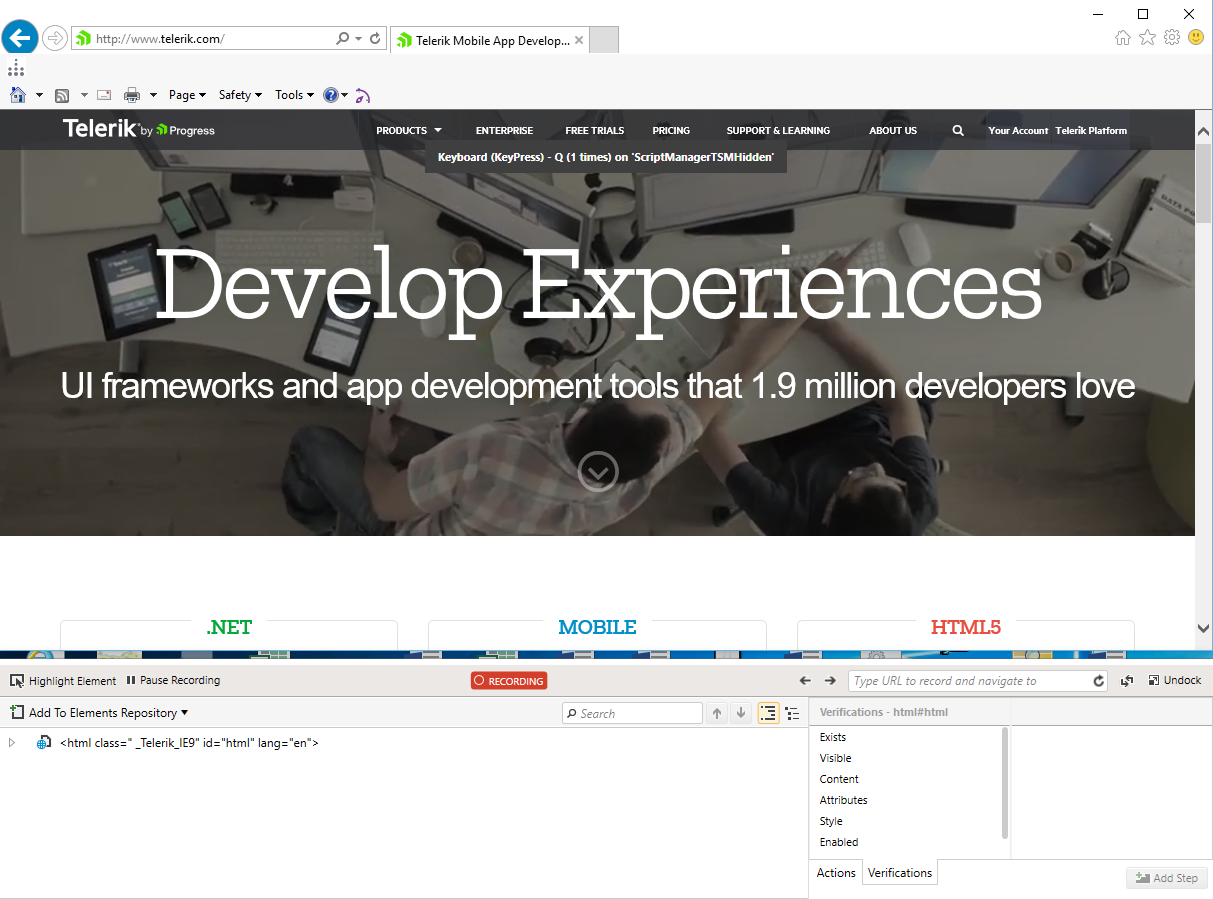 http://www.telerik.com/
Telerik Mobile App Develop...
Page
Safety
Tools
Telerik by Progress
PRODUCTS
ENTERPRISE
FREE TRIALS
PRICING
SUPPORT & LEARNING
ABOUT US
Your Account
Telerik Platform
Keyboard (KeyPress) - Q (1 times) on 'ScriptManagerTSMHidden'
Develop Experiences
UI frameworks and app development tools that 1.9 million developers love
.NET
MOBILE
HTML5
Highlight Element
Pause Recording
RECORDING
Type URL to record and navigate to
Undock
Add To Elements Repository
Search
<html class=" _Telerik_IE9" id="html" lang="en">
Verifications - html#html
Exists
Visible
Content
Attributes
Style
Enabled
Actions
Verifications
Add Step